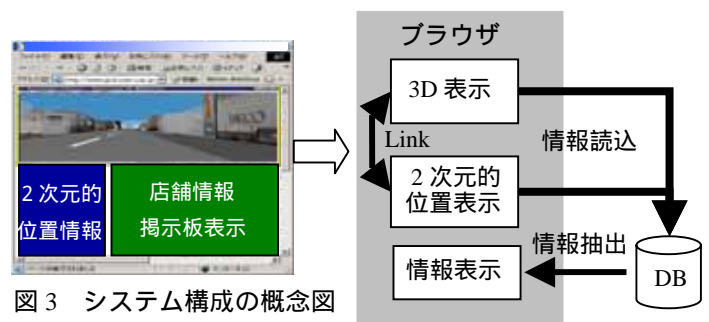 2 次元的
位置情報
店舗情報
掲示板表示
図 3　システム構成の概念図
ブラウザ
3D 表示
Link
2 次元的
位置表示
情報表示
情報読込
情報抽出
DB